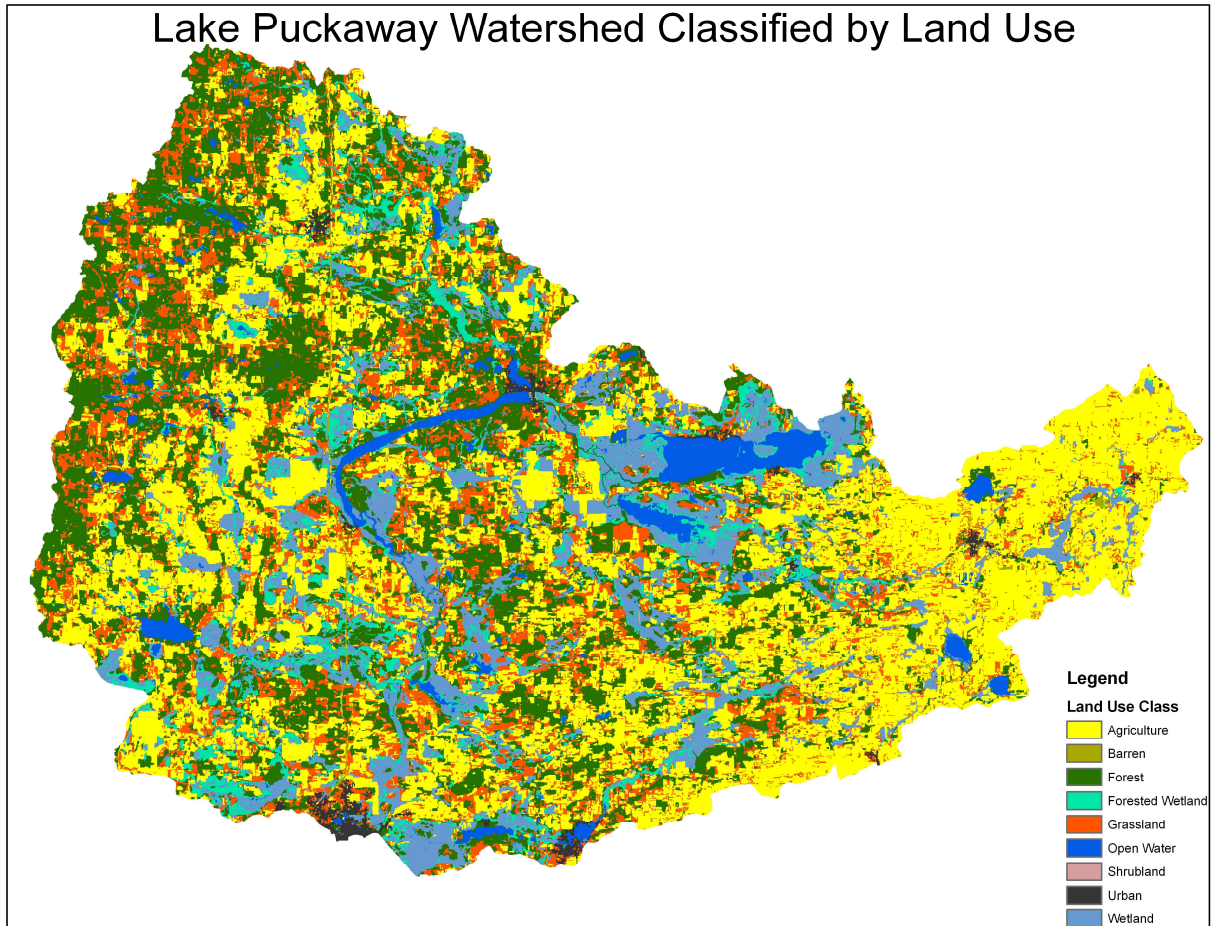 Lake Puckaway Watershed Classified by Land Use
Legend
Land Use Class
Agriculture
Barren
Forest
Forested Wetland
Grassland
Open Water
Shrubland
Urban
Wetland